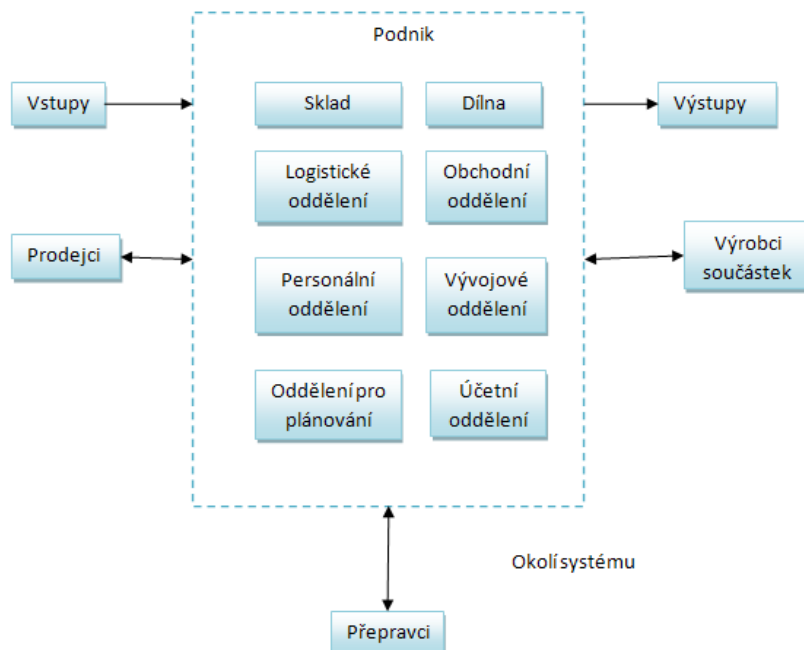 Podnik
Vstupy
Sklad
Dílna
Výstupy
Logistické
oddělení
Obchodní
oddělení
Prodejci
Personální
oddělení
Vývojové
oddělení
Výrobci
součástek
Oddělení pro
plánování
Účetní
oddělení
Okolí systému
Přepravci